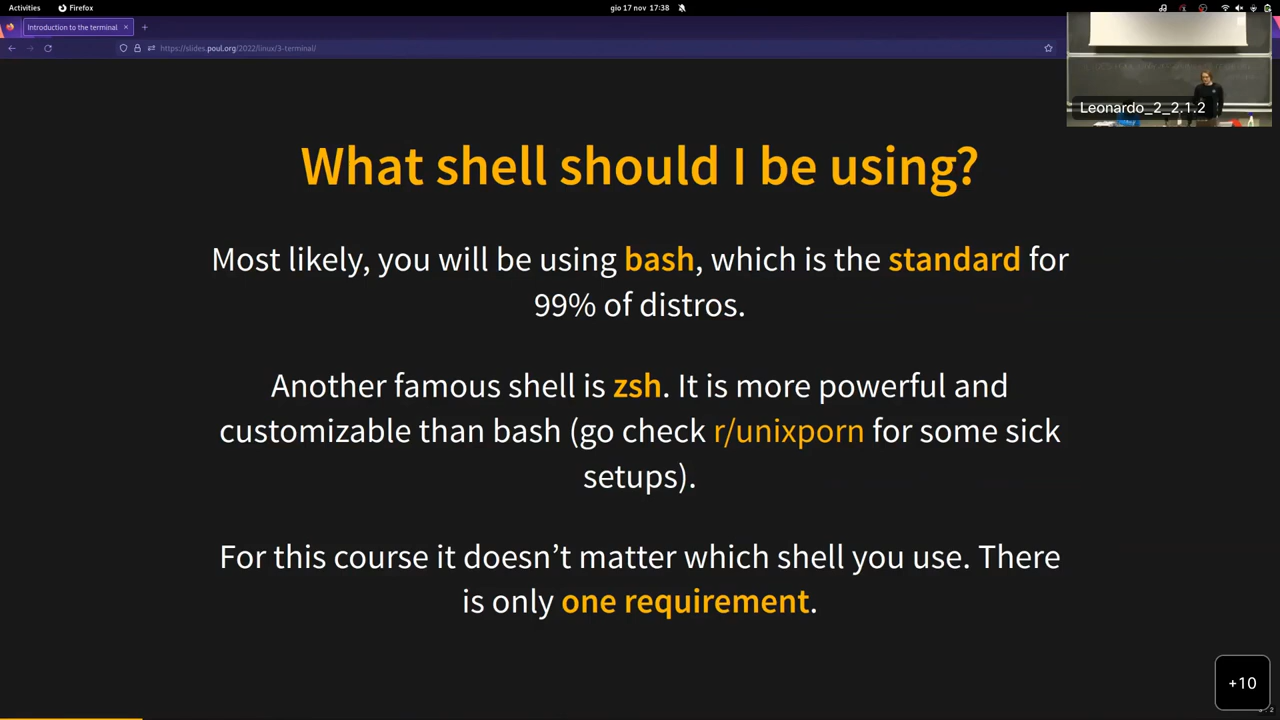 Activities
Firefox
gio 17 nov 17:38
Introduction to the terminal
https://slides.poul.org/2022/linux/3-terminal/
Leonardo_2_2.1.2
What shell should I be using?
Most likely, you will be using bash, which is the standard for
99% of distros.
Another famous shell is zsh. It is more powerful and
customizable than bash (go check r/unixporn for some sick
setups).
For this course it doesn’t matter which shell you use. There
is only one requirement.
+10